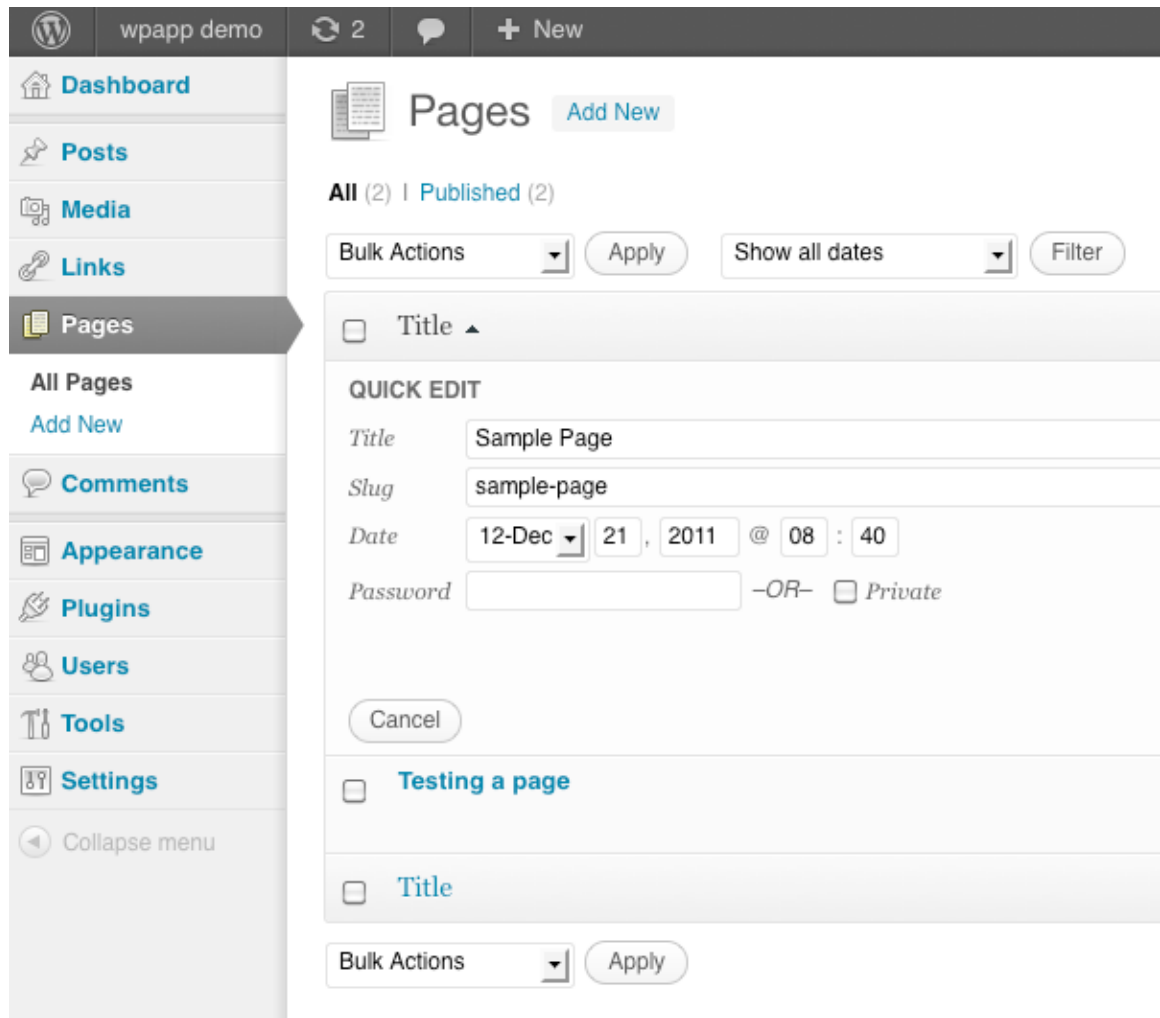 wpapp demo 2 New
Dashboard
Posts
Media
Links
Pages
All Pages
Add New
Comments
Appearance
Plugins
Users
Tools
Settings
Collapse menu
Pages Add New
All (2) | Published (2)
Bulk Actions Apply Show all dates Filter
Title
QUICK EDIT
Title Sample Page
Slug sample-page
Date 12-Dec 21 , 2011 @ 08 : 40
Password –OR– Private
Cancel
Testing a page
Title
Bulk Actions Apply